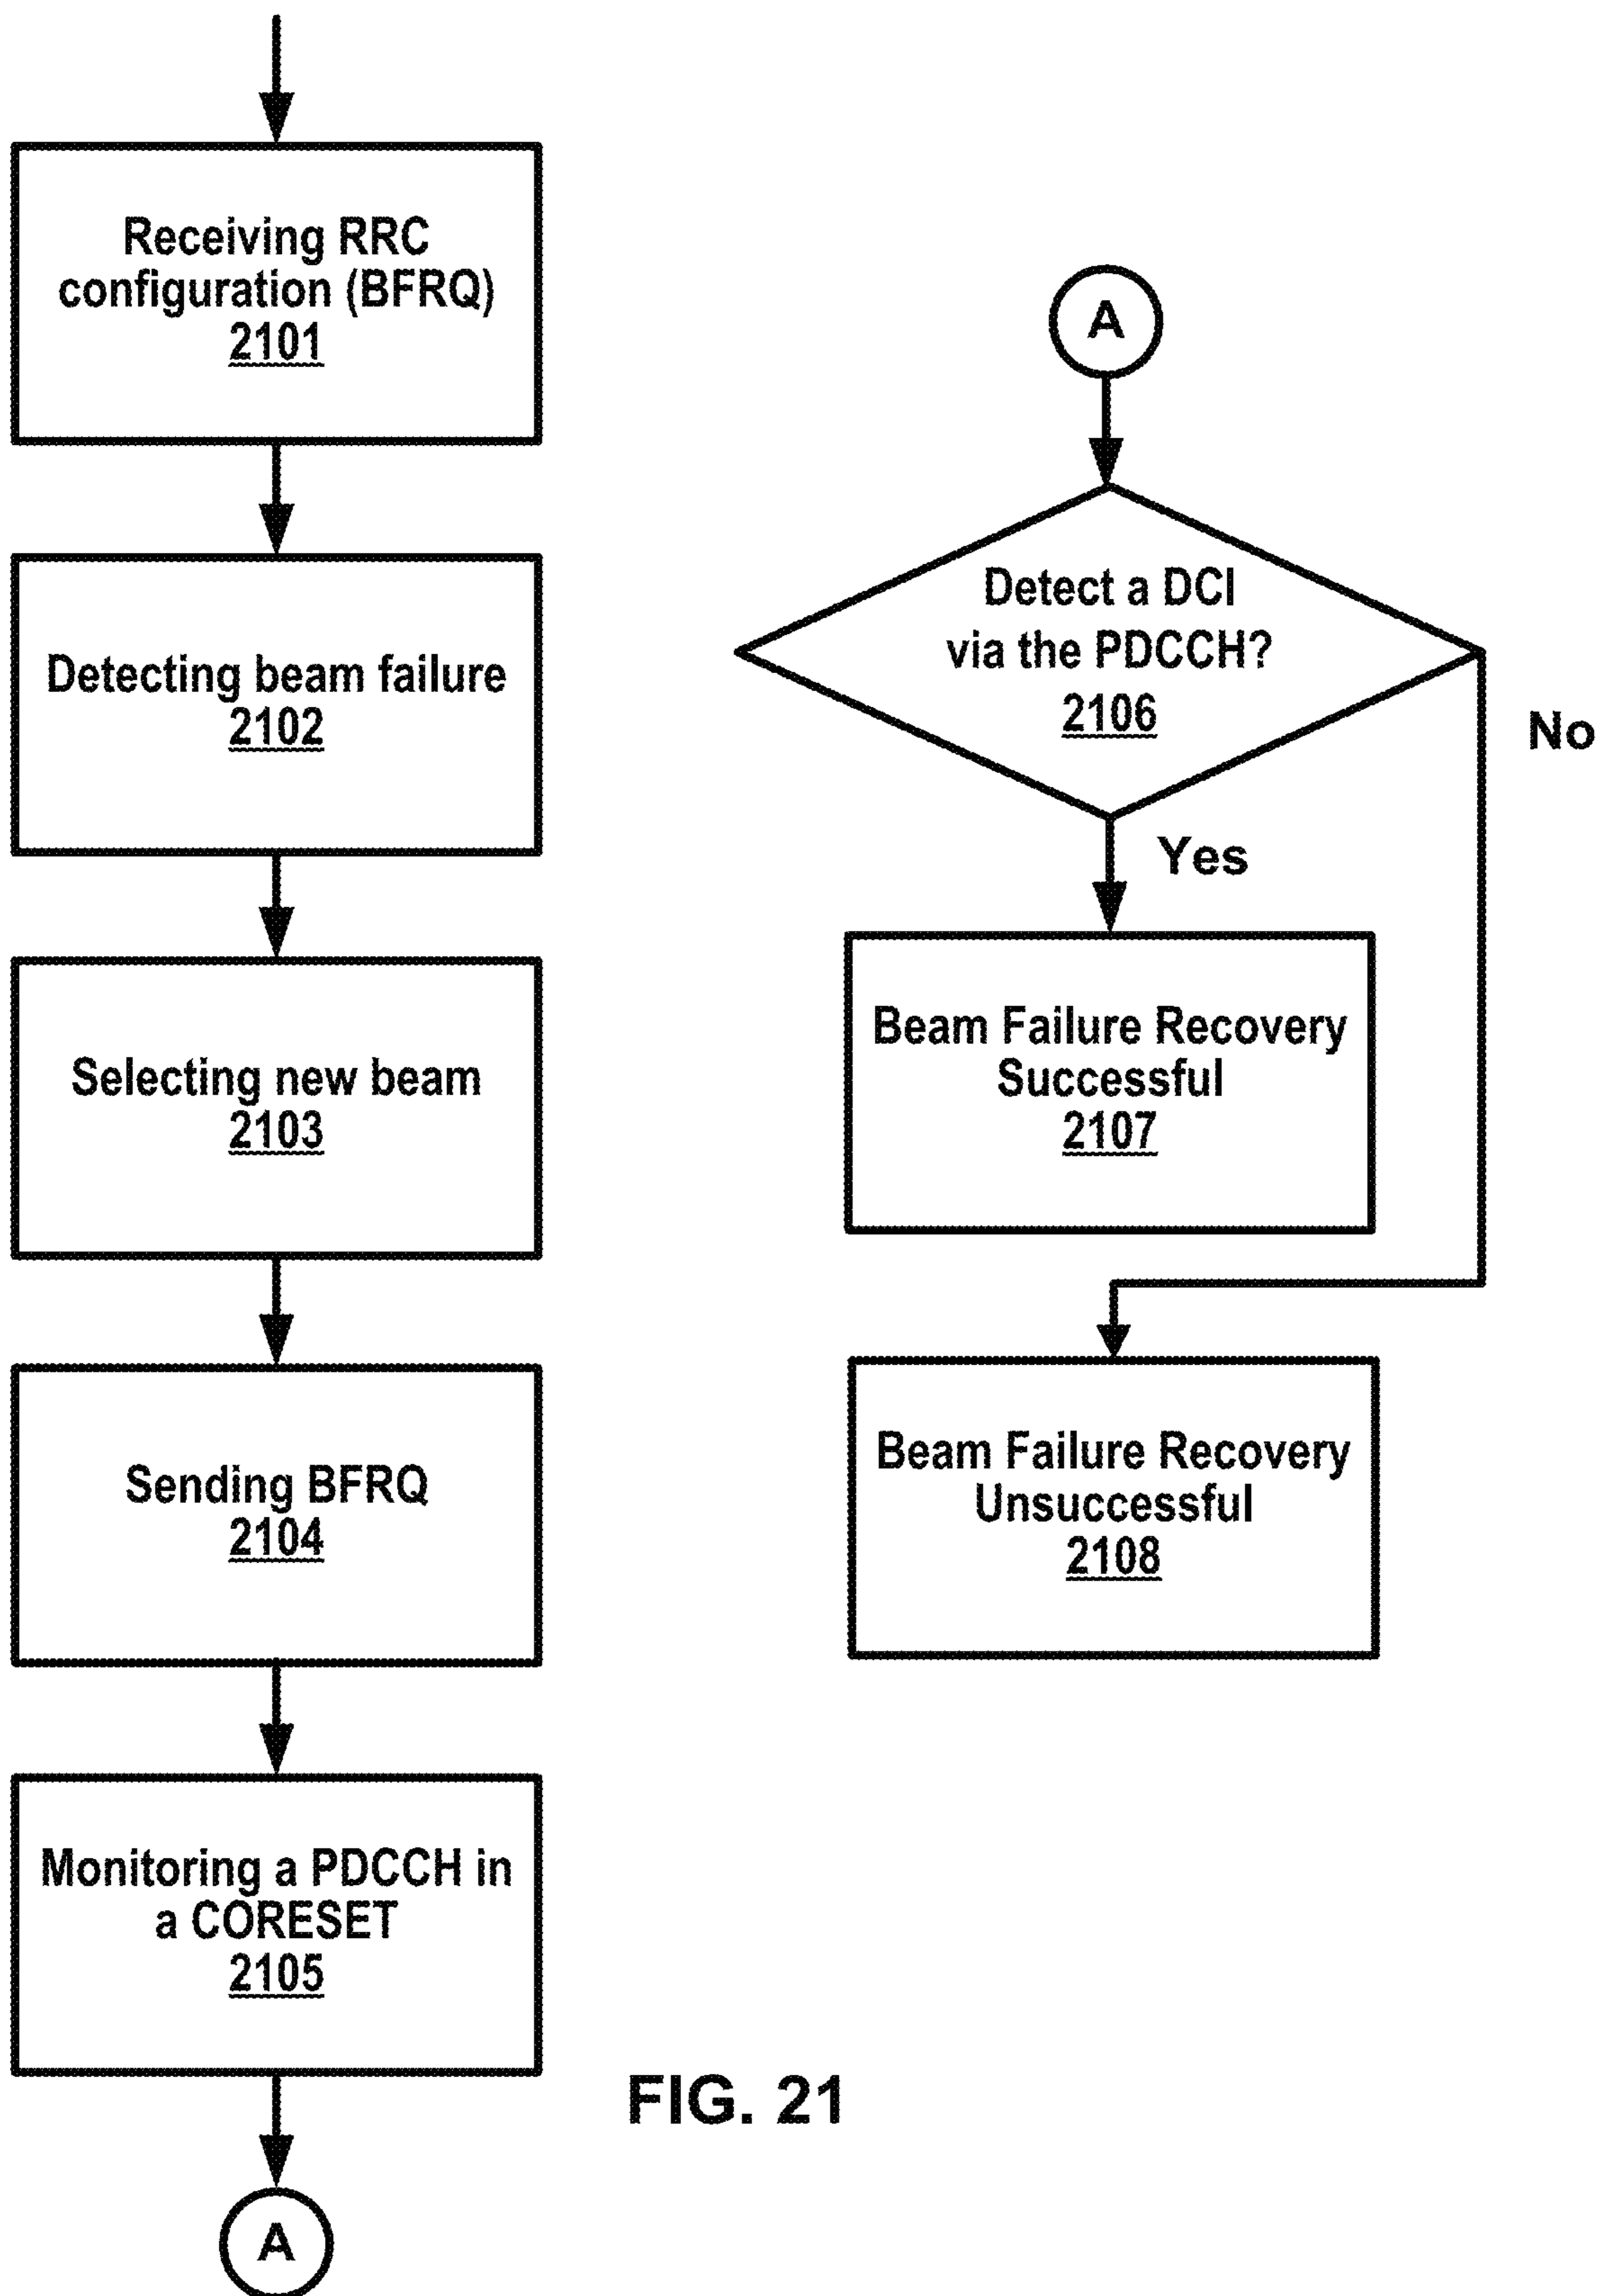 Receiving RRC
configuration (BFRQ)
2101
Detecting beam failure
2102
Selecting new beam
2103
Sending BFRQ
2104
Monitoring a PDCCH in
a CORESET
2105
A
A
Detect a DCI
via the PDCCH?
2106
No
Yes
Beam Failure Recovery
Successful
2107
Beam Failure Recovery
Unsuccessful
2108
FIG. 21